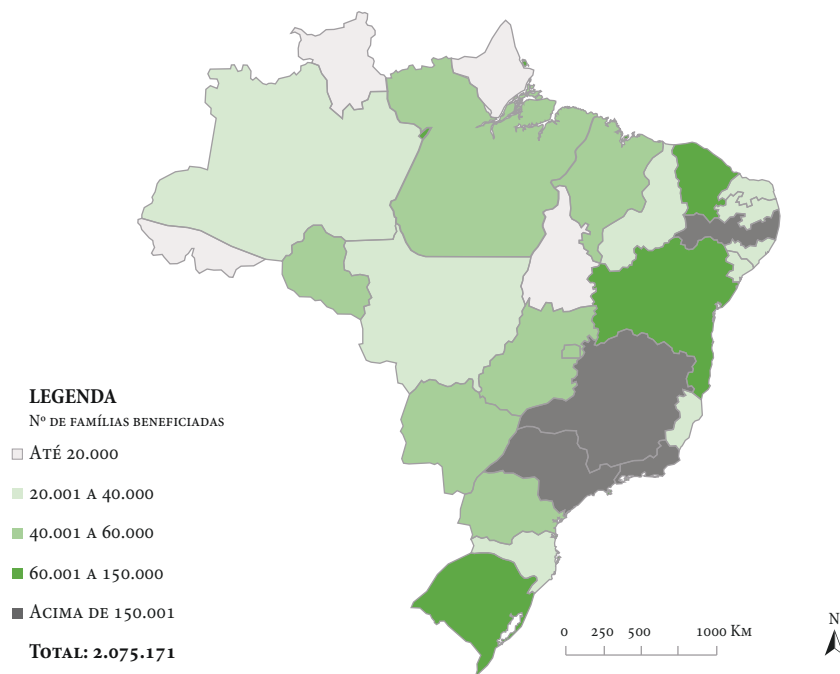 LEGENDA
Nº DE FAMÍLIAS BENEFICIADAS
ATÉ 20.000
20.001 A 40.000
40.001 A 60.000
60.001 A 150.000
ACIMA DE 150.001
TOTAL: 2.075.171
0 250 500 1000 KM
N